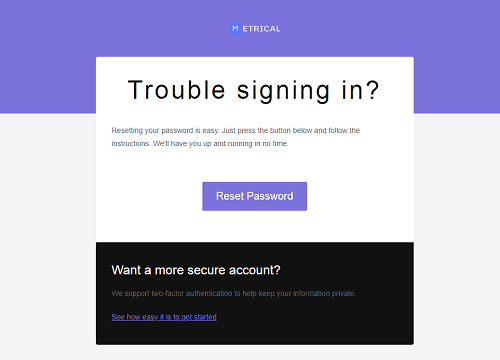 METRICAL
Trouble signing in?
Resetting your password is easy. Just press the button below and follow the
instructions. We'll have you up and running in no time.
Reset Password
Want a more secure account?
We support two-factor authentication to help keep your information private.
See how easy it is to get started